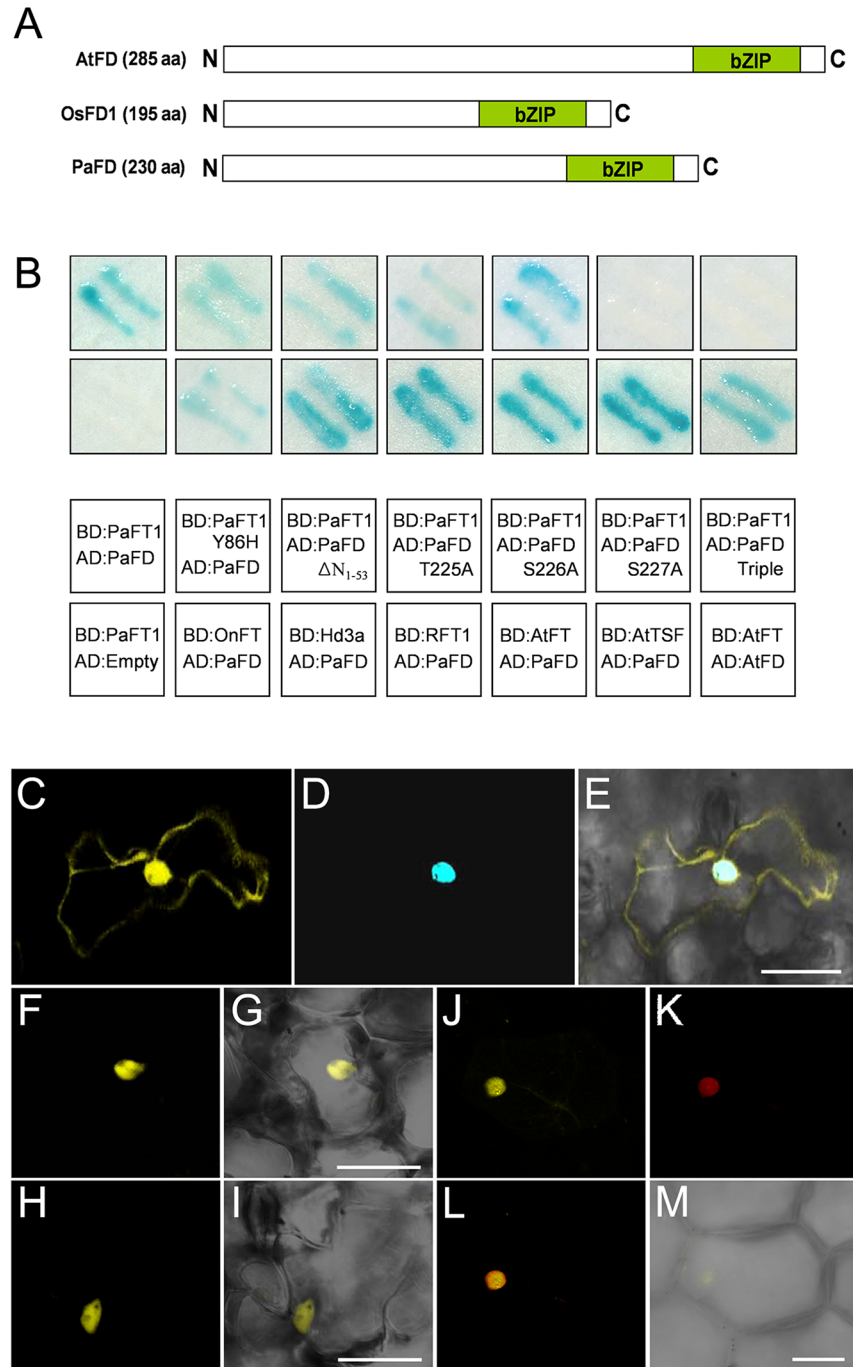 A
AtFD (285 aa) N bZIP C
OsFD1 (195 aa) N bZIP C
PaFD (230 aa) N bZIP C
B
BD:PaFT1
AD:PaFD
BD:PaFT1
Y86H
AD:PaFD
BD:PaFT1
AD:PaFD
ΔN1-53
BD:PaFT1
AD:PaFD
T225A
BD:PaFT1
AD:PaFD
S226A
BD:PaFT1
AD:PaFD
S227A
BD:PaFT1
AD:PaFD
Triple
BD:PaFT1
AD:Empty
BD:OnFT
AD:PaFD
BD:Hd3a
AD:PaFD
BD:RFT1
AD:PaFD
BD:AtFT
AD:PaFD
BD:AtTSF
AD:PaFD
BD:AtFT
AD:AtFD
C
D
E
F
G
J
K
H
I
L
M